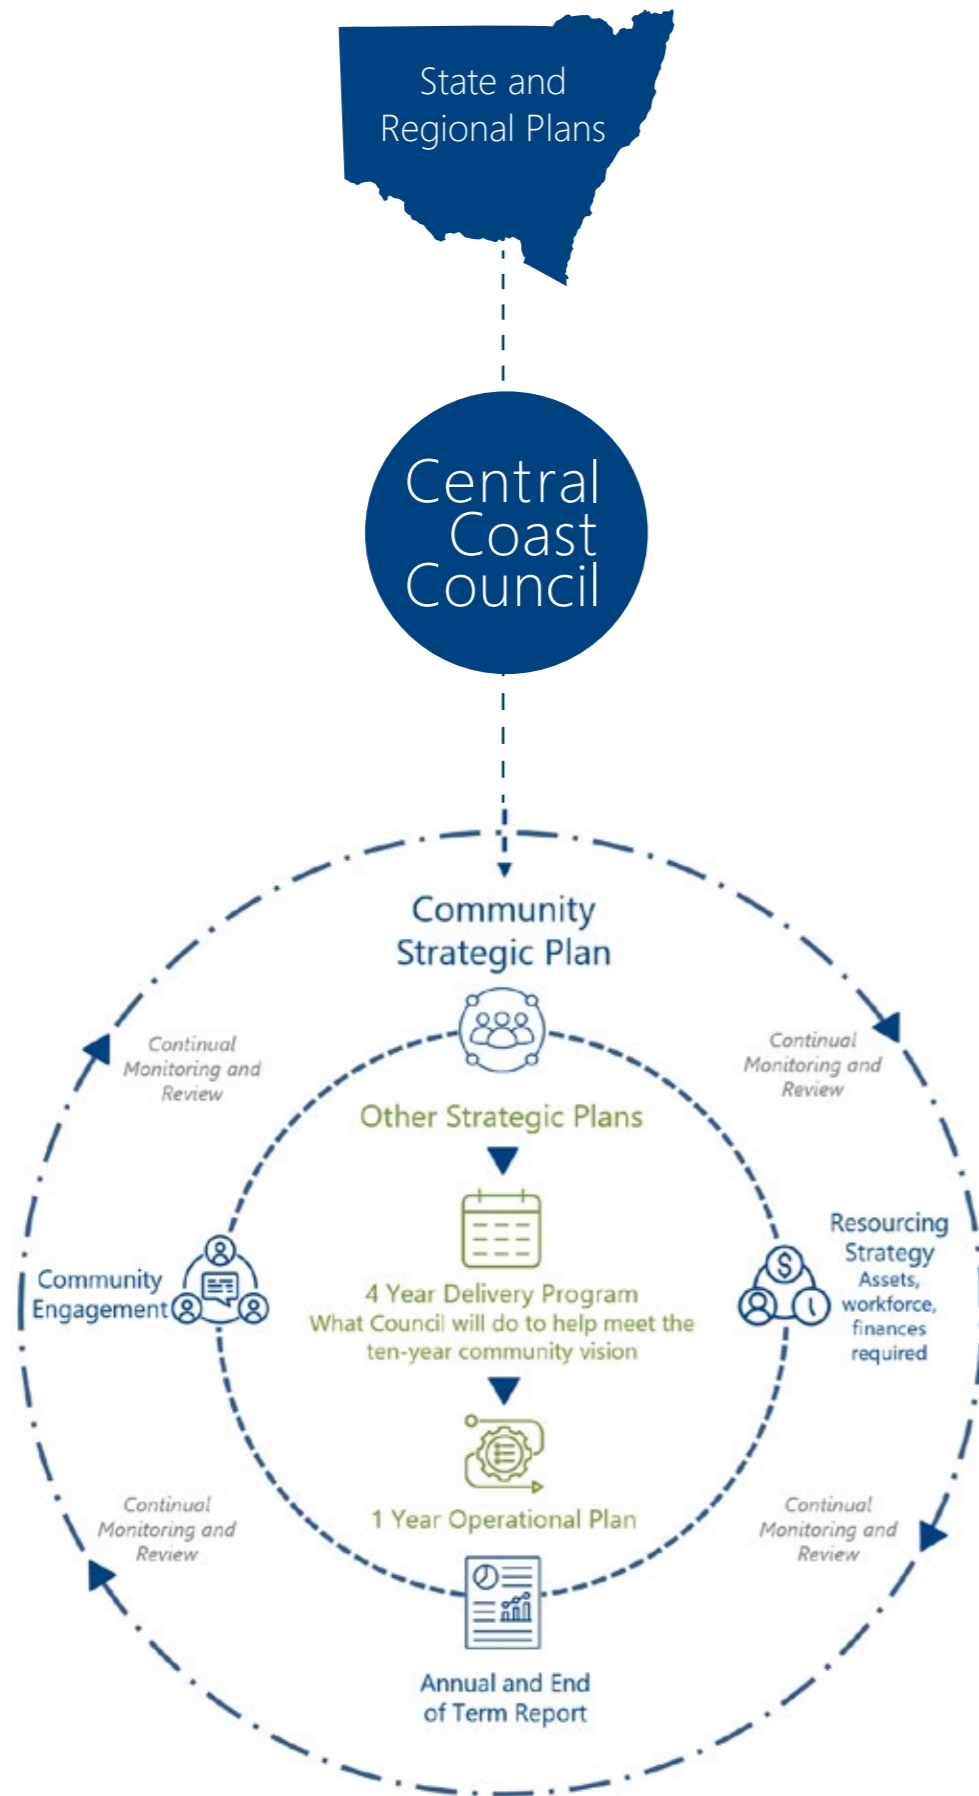 State and
Regional Plans
Central
Coast
Council
Community
Strategic Plan
Continual
Monitoring and
Review
Continual
Monitoring and
Review
Other Strategic Plans
Community
Engagement
Resourcing
Strategy
Assets,
workforce,
finances
required
4 Year Delivery Program
What Council will do to help meet the
ten-year community vision
1 Year Operational Plan
Continual
Monitoring and
Review
Continual
Monitoring and
Review
Annual and End
of Term Report